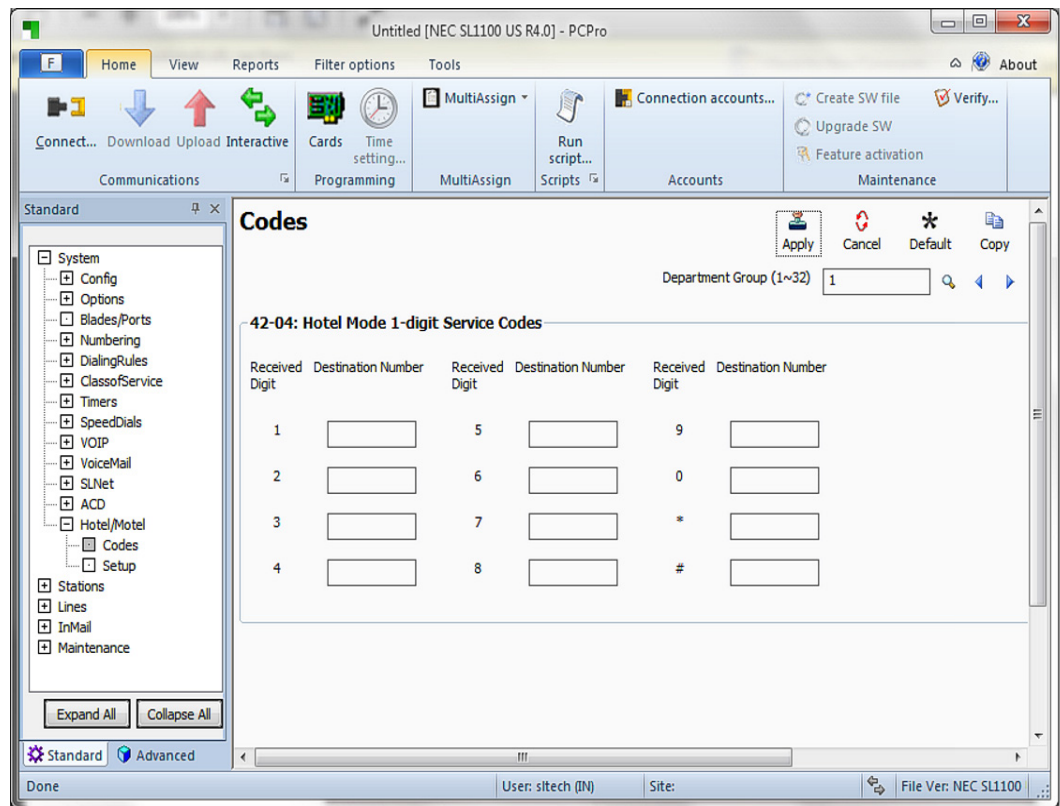 Untitled [NEC SL1100 US R4.0] - PCPro
F Home View Reports Filter options Tools About
Connect... Download Upload Interactive
Communications
Cards Time setting...
Programming
MultiAssign
MultiAssign
Run script...
Scripts
Connection accounts...
Accounts
Create SW file Verify...
Upgrade SW
Feature activation
Maintenance
Standard
System
Config
Options
Blades/Ports
Numbering
DialingRules
ClassofService
Timers
SpeedDials
VOIP
VoiceMail
SLNet
ACD
Hotel/Motel
Codes
Setup
Stations
Lines
InMail
Maintenance
Expand All Collapse All
Standard Advanced
Codes
Apply Cancel Default Copy
Department Group (1~32) 1
42-04: Hotel Mode 1-digit Service Codes
Received Digit Destination Number Received Digit Destination Number Received Digit Destination Number
1 5 9
2 6 0
3 7 *
4 8 #
Done User: sltech (IN) Site: File Ver: NEC SL1100